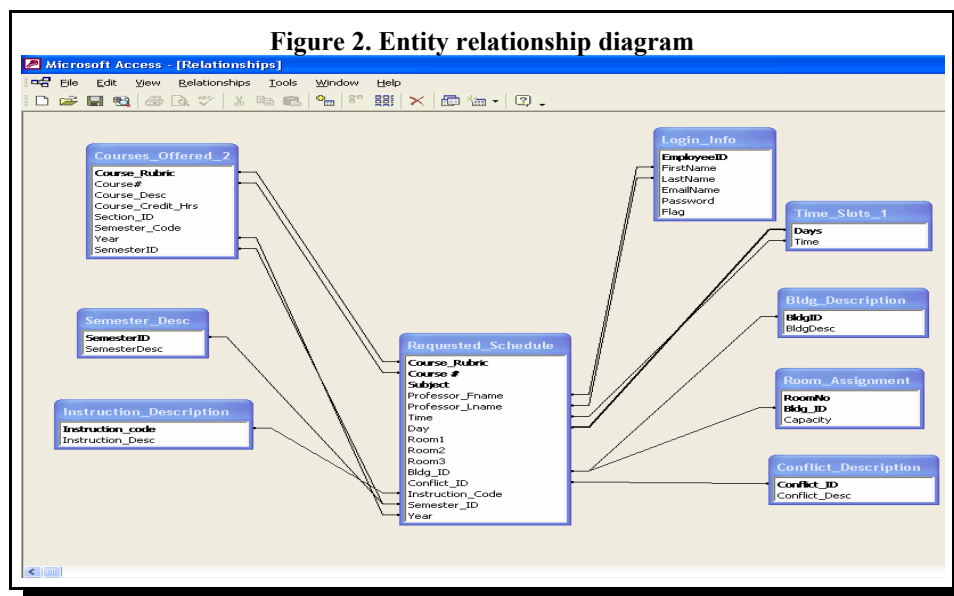 Figure 2. Entity relationship diagram
Microsoft Access - [Relationships]
File Edit View Relationships Tools Window Help
Courses_Offered_2
Course_Rubric
Course#
Course_Desc
Course_Credit_Hrs
Section_ID
Semester_Code
Year
SemesterID
Semester_Desc
SemesterID
SemesterDesc
Instruction_Description
Instruction_code
Instruction_Desc
Requested_Schedule
Course_Rubric
Course #
Subject
Professor_Fname
Professor_Lname
Time
Day
Room1
Room2
Room3
Bldg_ID
Conflict_ID
Instruction_Code
Semester_ID
Year
Login_Info
EmployeeID
FirstName
LastName
EmailName
Password
Flag
Time_Slots_1
Days
Time
Bldg_Description
BldgID
BldgDesc
Room_Assignment
RoomNo
Bldg_ID
Capacity
Conflict_Description
Conflict_ID
Conflict_Desc